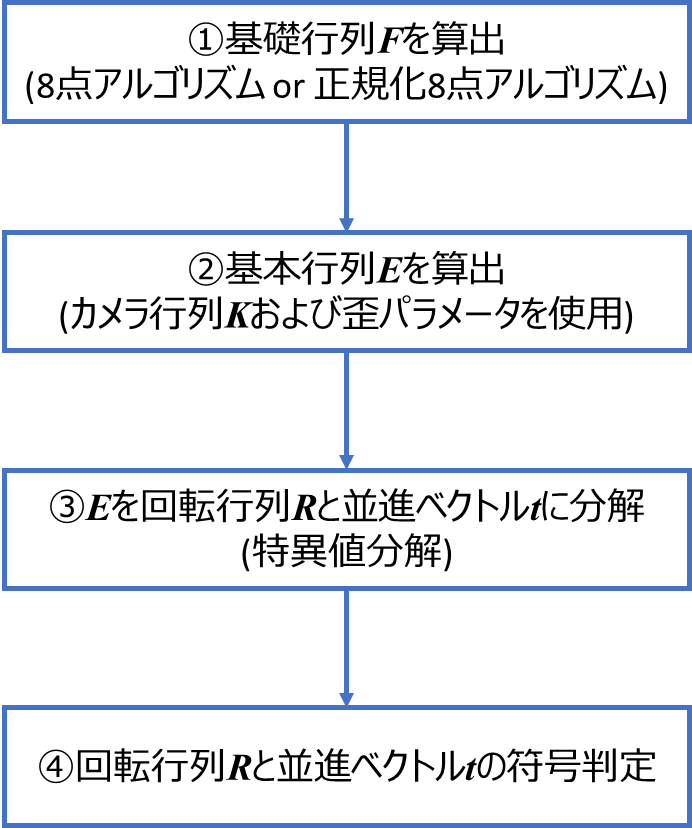 ①基礎行列Fを算出
(8点アルゴリズム or 正規化8点アルゴリズム)
②基本行列Eを算出
(カメラ行列Kおよび歪パラメータを使用)
③Eを回転行列Rと並進ベクトルtに分解
(特異値分解)
④回転行列Rと並進ベクトルtの符号判定